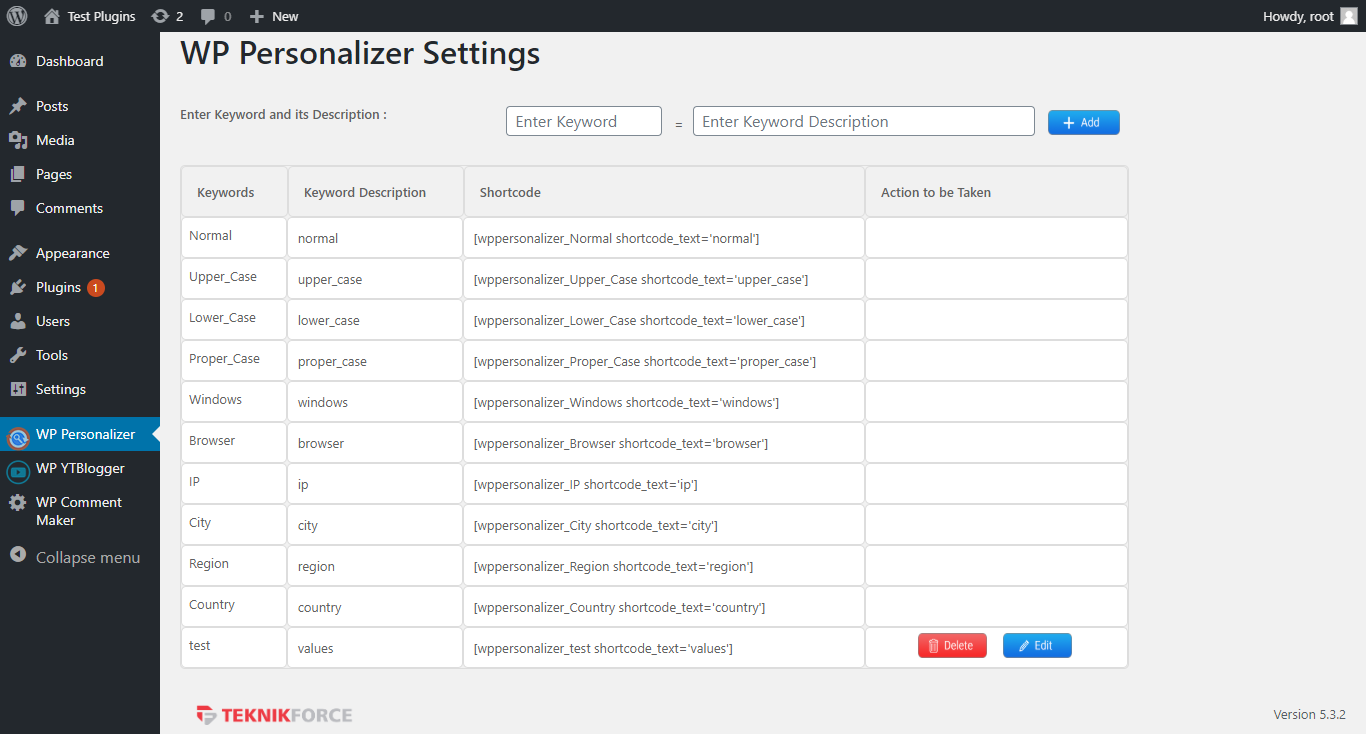 Test Plugins 2 0 New Howdy, root
Dashboard
Posts
Media
Pages
Comments
Appearance
Plugins 1
Users
Tools
Settings
WP Personalizer
WP YTBlogger
WP Comment
Maker
Collapse menu
WP Personalizer Settings
Enter Keyword and its Description : Enter Keyword = Enter Keyword Description Add
Keywords Keyword Description Shortcode Action to be Taken
Normal normal [wppersonalizer_Normal shortcode_text='normal']
Upper_Case upper_case [wppersonalizer_Upper_Case shortcode_text='upper_case']
Lower_Case lower_case [wppersonalizer_Lower_Case shortcode_text='lower_case']
Proper_Case proper_case [wppersonalizer_Proper_Case shortcode_text='proper_case']
Windows windows [wppersonalizer_Windows shortcode_text='windows']
Browser browser [wppersonalizer_Browser shortcode_text='browser']
IP ip [wppersonalizer_IP shortcode_text='ip']
City city [wppersonalizer_City shortcode_text='city']
Region region [wppersonalizer_Region shortcode_text='region']
Country country [wppersonalizer_Country shortcode_text='country']
test values [wppersonalizer_test shortcode_text='values'] Delete Edit
TEKNIKFORCE Version 5.3.2